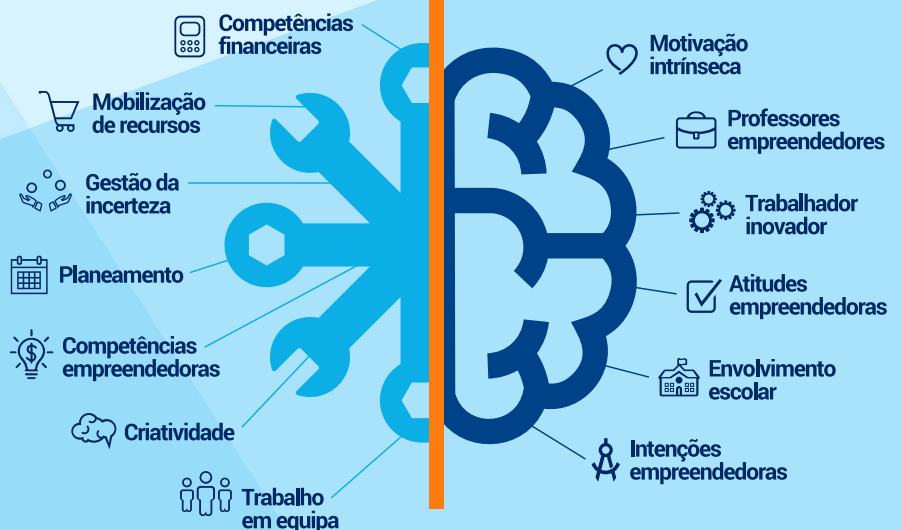 Competências
financeiras
Mobilização
de recursos
Gestão da
incerteza
Planeamento
Competências
empreendedoras
Criatividade
Trabalho
em equipa
Motivação
intrínseca
Professores
empreendedores
Trabalhador
inovador
Atitudes
empreendedoras
Envolvimento
escolar
Intenções
empreendedoras